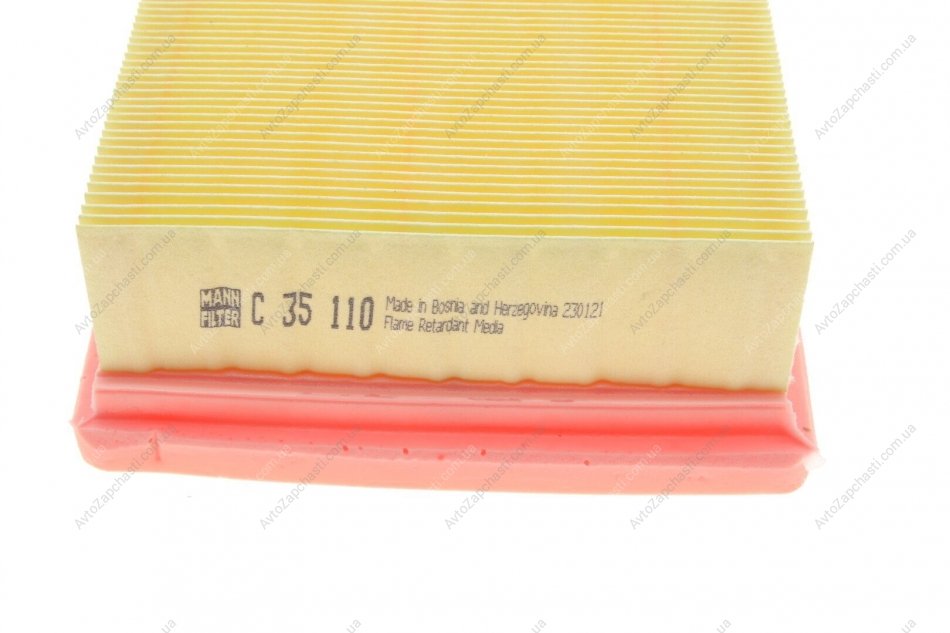 MANN
FILTER
C 35 110
Made in Bosnia and Herzegovina 230121
Flame Retardant Media
AvtoZapchasti.com.ua